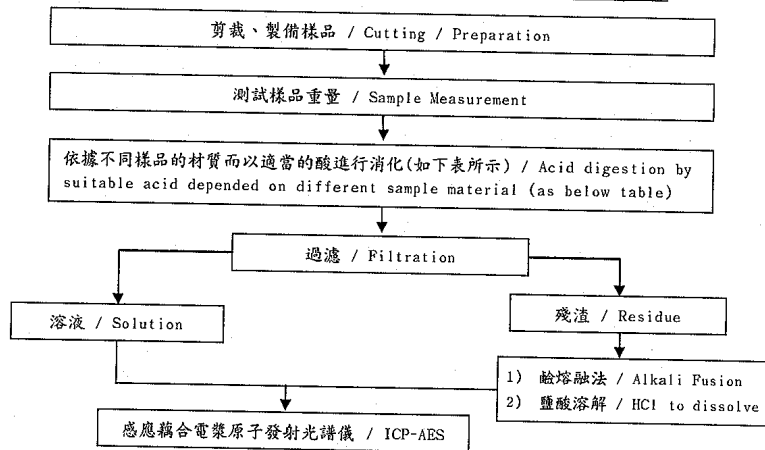 剪裁、製備樣品 / Cutting / Preparation
測試樣品重量 / Sample Measurement
依據不同樣品的材質而以適當的酸進行消化(如下表所示) / Acid digestion by
suitable acid depended on different sample material (as below table)
過濾 / Filtration
溶液 / Solution
殘渣 / Residue
1) 鹼熔融法 / Alkali Fusion
2) 鹽酸溶解 / HCl to dissolve
感應藕合電漿原子發射光譜儀 / ICP-AES